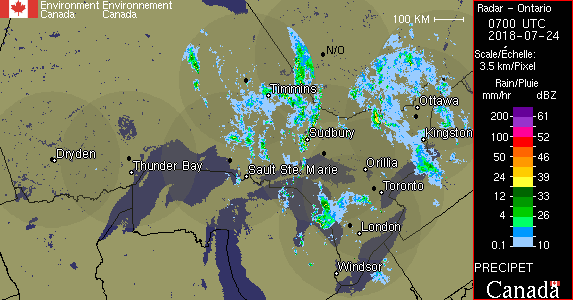 Environment Environnement
Canada Canada
100 KM
N/O
Timmins
Ottawa
Sudbury
Kingston
Dryden
Thunder Bay
Sault Ste. Marie
Orillia
Toronto
London
Windsor
Radar - Ontario
0700 UTC
2018-07-24
Scale/Échelle:
3.5 km/Pixel
Rain/Pluie
mm/hr dBZ
200 61
100 52
50 46
24 39
12 33
4 26
0.1 10
PRECIPET
Canada